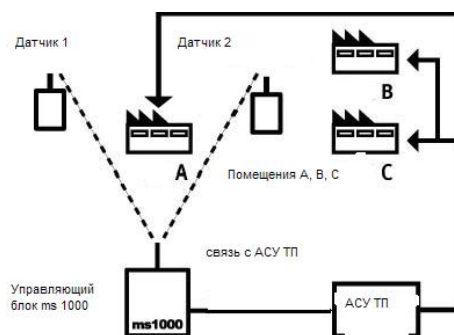 Датчик 1
Датчик 2
B
A
C
Помещения А, В, С
связь с АСУ ТП
Управляющий
блок ms 1000
ms1000
АСУ ТП